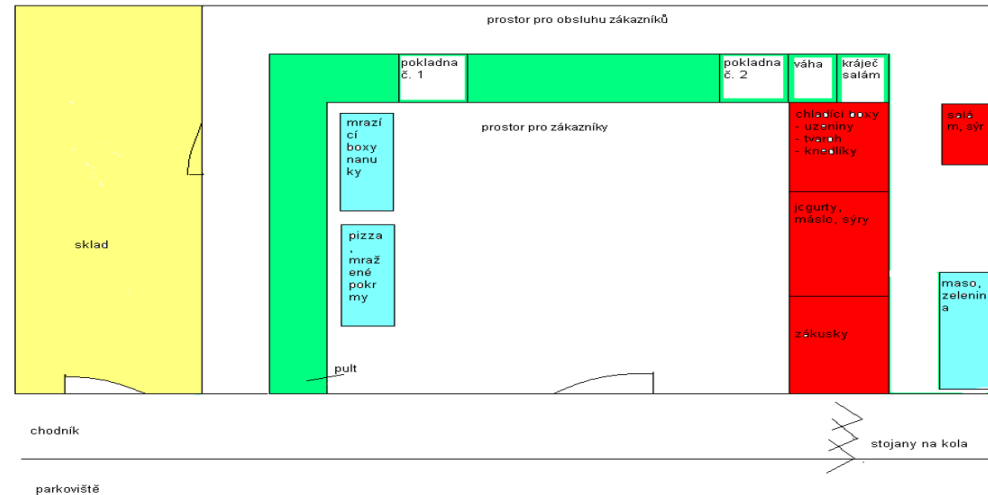 prostor pro obsluhu zákazníků
pokladna
č. 1
pokladna
č. 2
váha
kráječ
salám
mrazí
cí
boxy
nanu
ky
prostor pro zákazníky
chladící boxy
- uzeniny
- tvaroh
- knedlíky
salá
m, sýr
jogurty,
máslo, sýry
sklad
pizza
,
mraž
ené
pokr
my
maso,
zelenin
a
zákusky
pult
chodník
stojany na kola
parkoviště